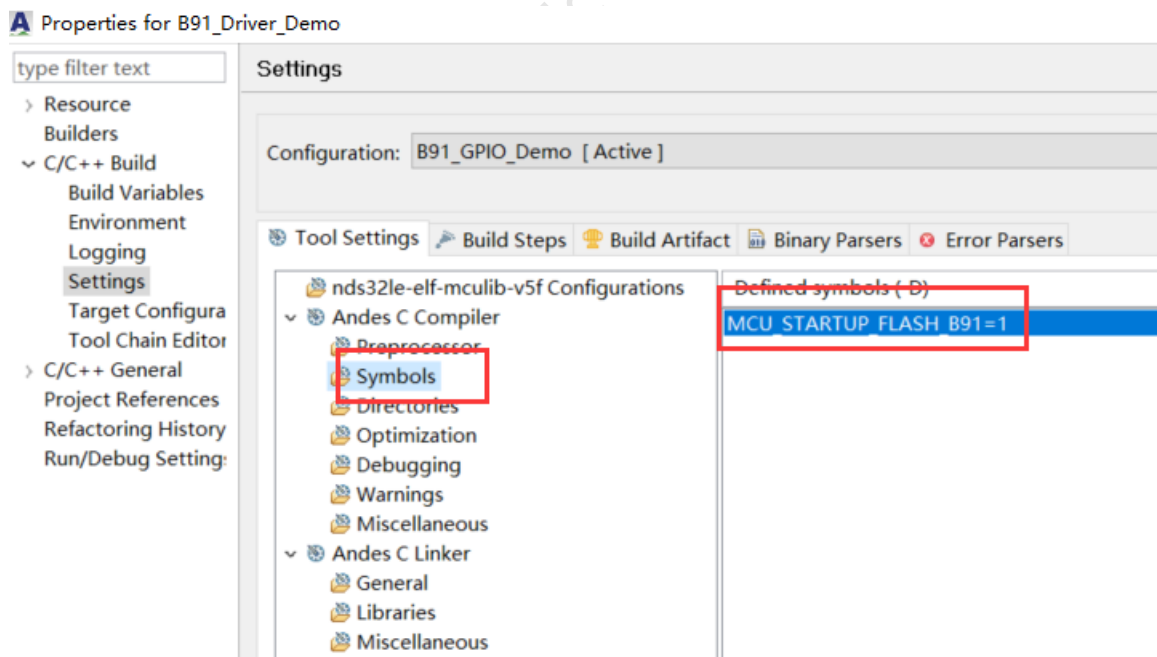 Properties for B91_Driver_Demo
type filter text
Resource
Builders
C/C++ Build
Build Variables
Environment
Logging
Settings
Target Configura
Tool Chain Editor
C/C++ General
Project References
Refactoring History
Run/Debug Settings
Settings
Configuration: B91_GPIO_Demo [ Active ]
Tool Settings Build Steps Build Artifact Binary Parsers Error Parsers
nds32le-elf-mculib-v5f Configurations
Andes C Compiler
Preprocessor
Symbols
Directories
Optimization
Debugging
Warnings
Miscellaneous
Andes C Linker
General
Libraries
Miscellaneous
Defined symbols (-D)
MCU_STARTUP_FLASH_B91=1